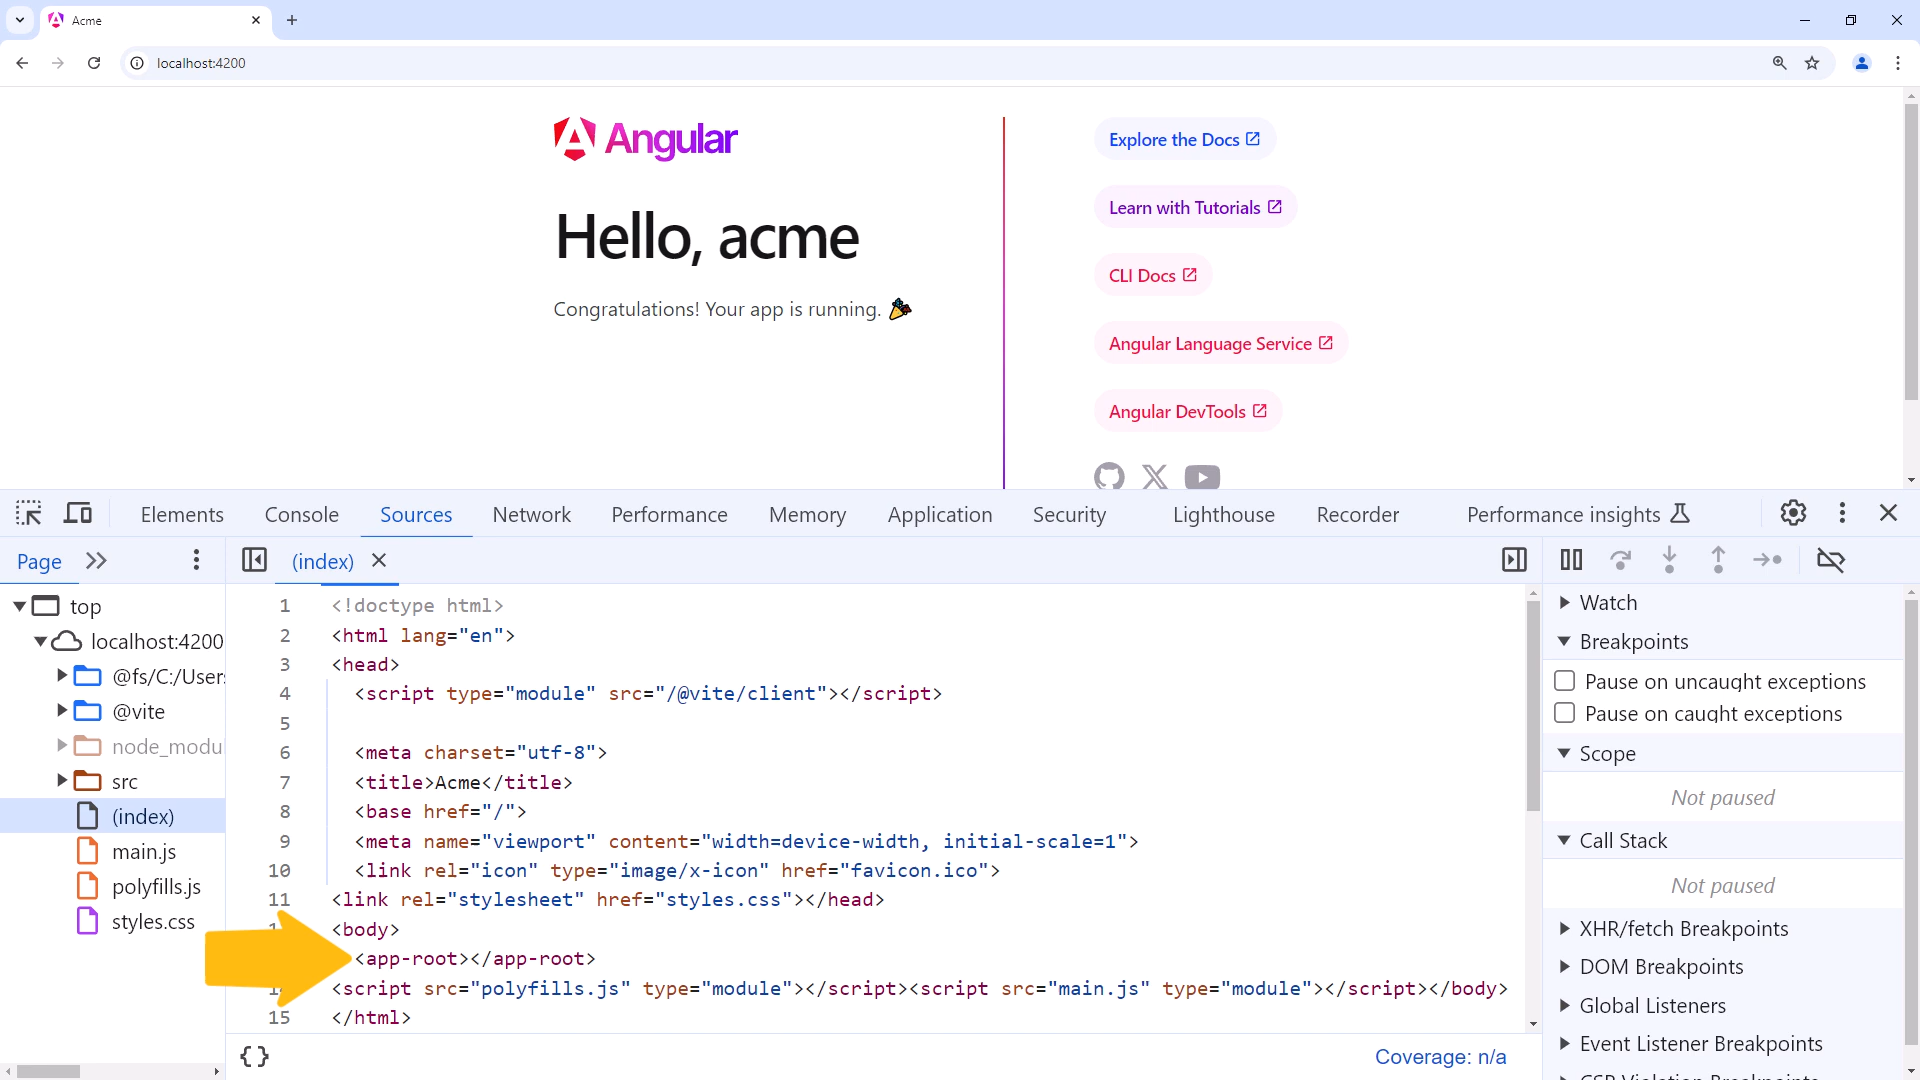 Acme
localhost:4200
Angular
Hello, acme
Congratulations! Your app is running.
Explore the Docs
Learn with Tutorials
CLI Docs
Angular Language Service
Angular DevTools
Elements Console Sources Network Performance Memory Application Security Lighthouse Recorder Performance insights
Page
(index)
top
localhost:4200
@fs/C:/User
@vite
node_modu
src
(index)
main.js
polyfills.js
styles.css
1 <!doctype html>
2 <html lang="en">
3 <head>
4 <script type="module" src="/@vite/client"></script>
5
6 <meta charset="utf-8">
7 <title>Acme</title>
8 <base href="/">
9 <meta name="viewport" content="width=device-width, initial-scale=1">
10 <link rel="icon" type="image/x-icon" href="favicon.ico">
11 <link rel="stylesheet" href="styles.css"></head>
<body>
<app-root></app-root>
<script src="polyfills.js" type="module"></script><script src="main.js" type="module"></script></body>
15 </html>
{}
Coverage: n/a
Watch
Breakpoints
Pause on uncaught exceptions
Pause on caught exceptions
Scope
Not paused
Call Stack
Not paused
XHR/fetch Breakpoints
DOM Breakpoints
Global Listeners
Event Listener Breakpoints